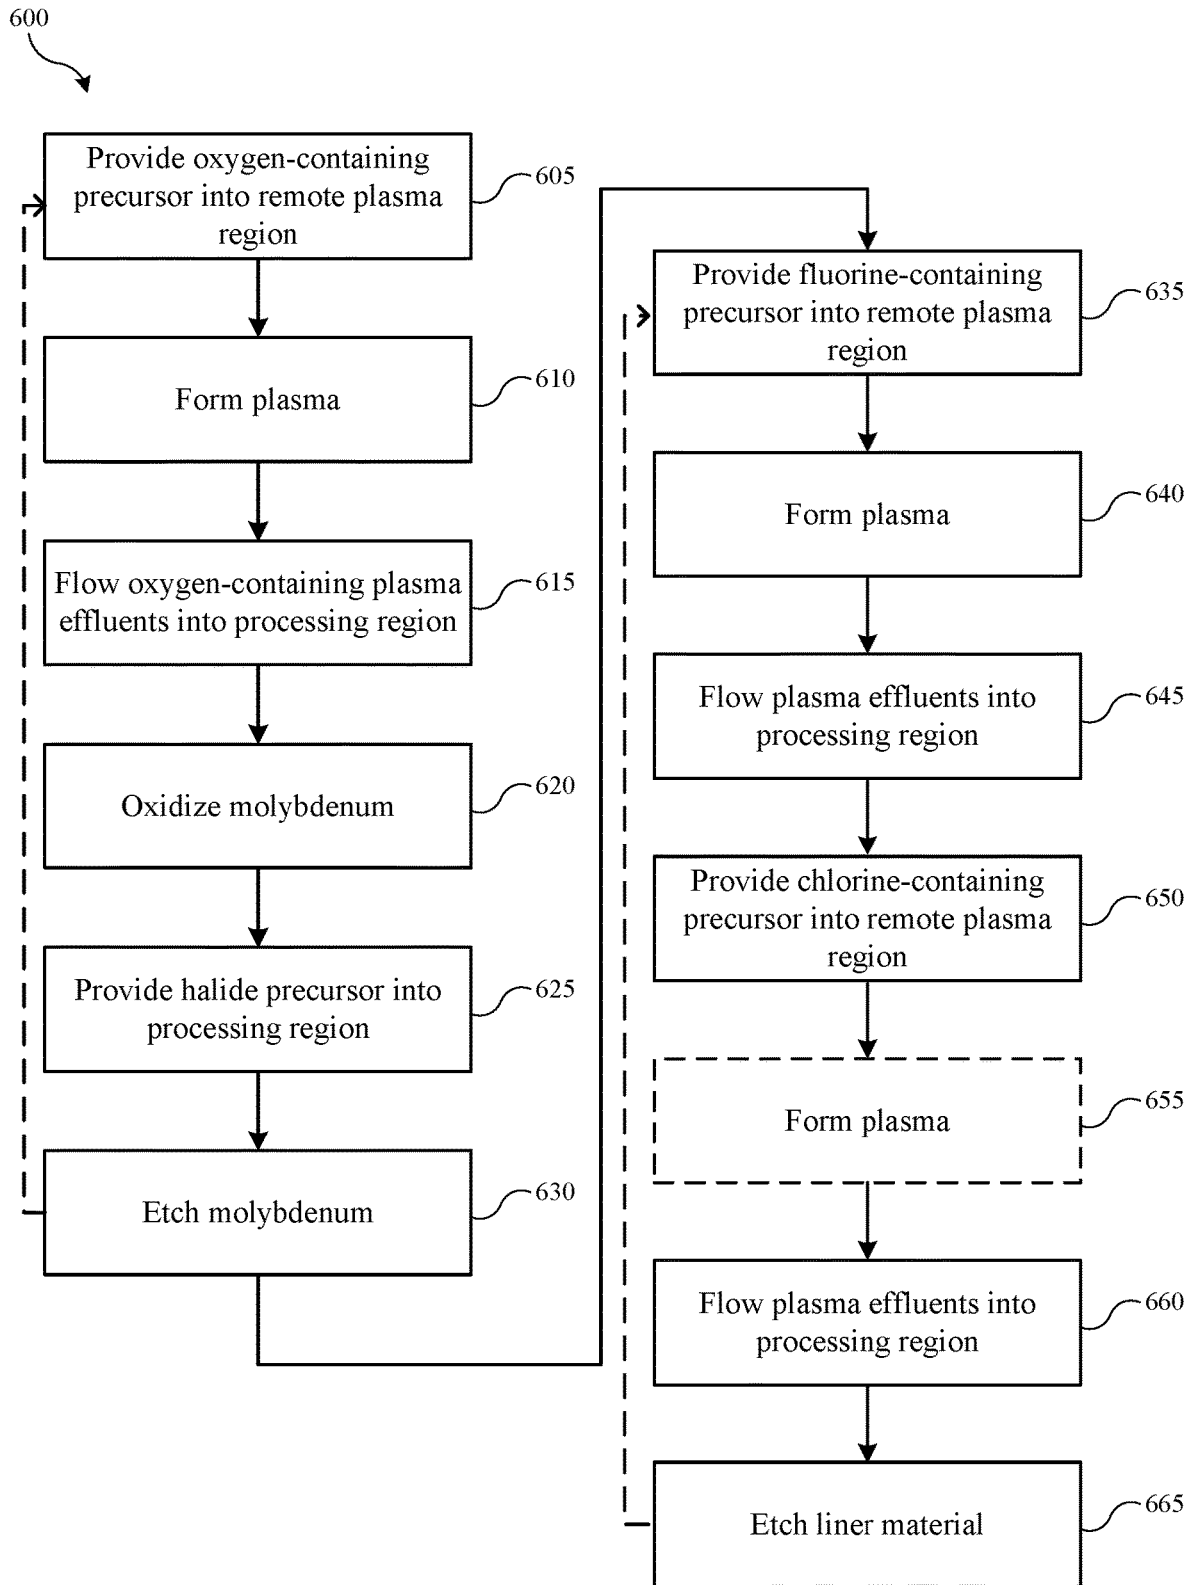 600
Provide oxygen-containing
precursor into remote plasma
region
605
Form plasma
610
Flow oxygen-containing plasma
effluents into processing region
615
Oxidize molybdenum
620
Provide halide precursor into
processing region
625
Etch molybdenum
630
Provide fluorine-containing
precursor into remote plasma
region
635
Form plasma
640
Flow plasma effluents into
processing region
645
Provide chlorine-containing
precursor into remote plasma
region
650
Form plasma
655
Flow plasma effluents into
processing region
660
Etch liner material
665